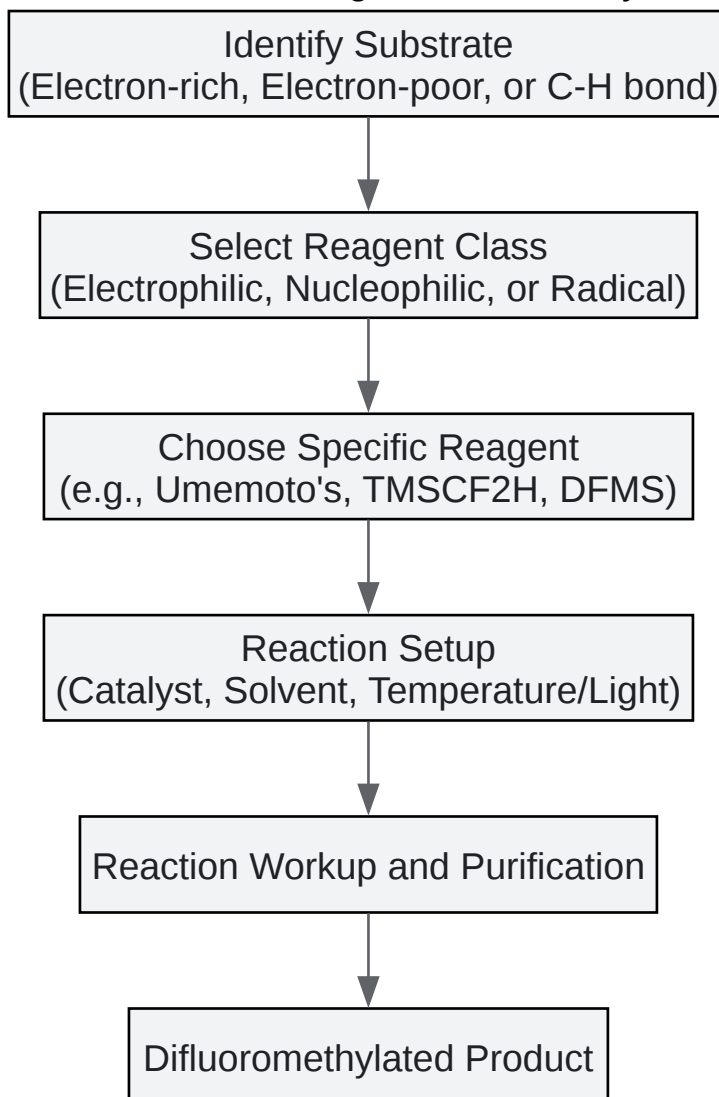 Identify Substrate
(Electron-rich, Electron-poor, or C-H bond)
Select Reagent Class
(Electrophilic, Nucleophilic, or Radical)
Choose Specific Reagent
(e.g., Umemoto's, TMSCF2H, DFMS)
Reaction Setup
(Catalyst, Solvent, Temperature/Light)
Reaction Workup and Purification
Difluoromethylated Product